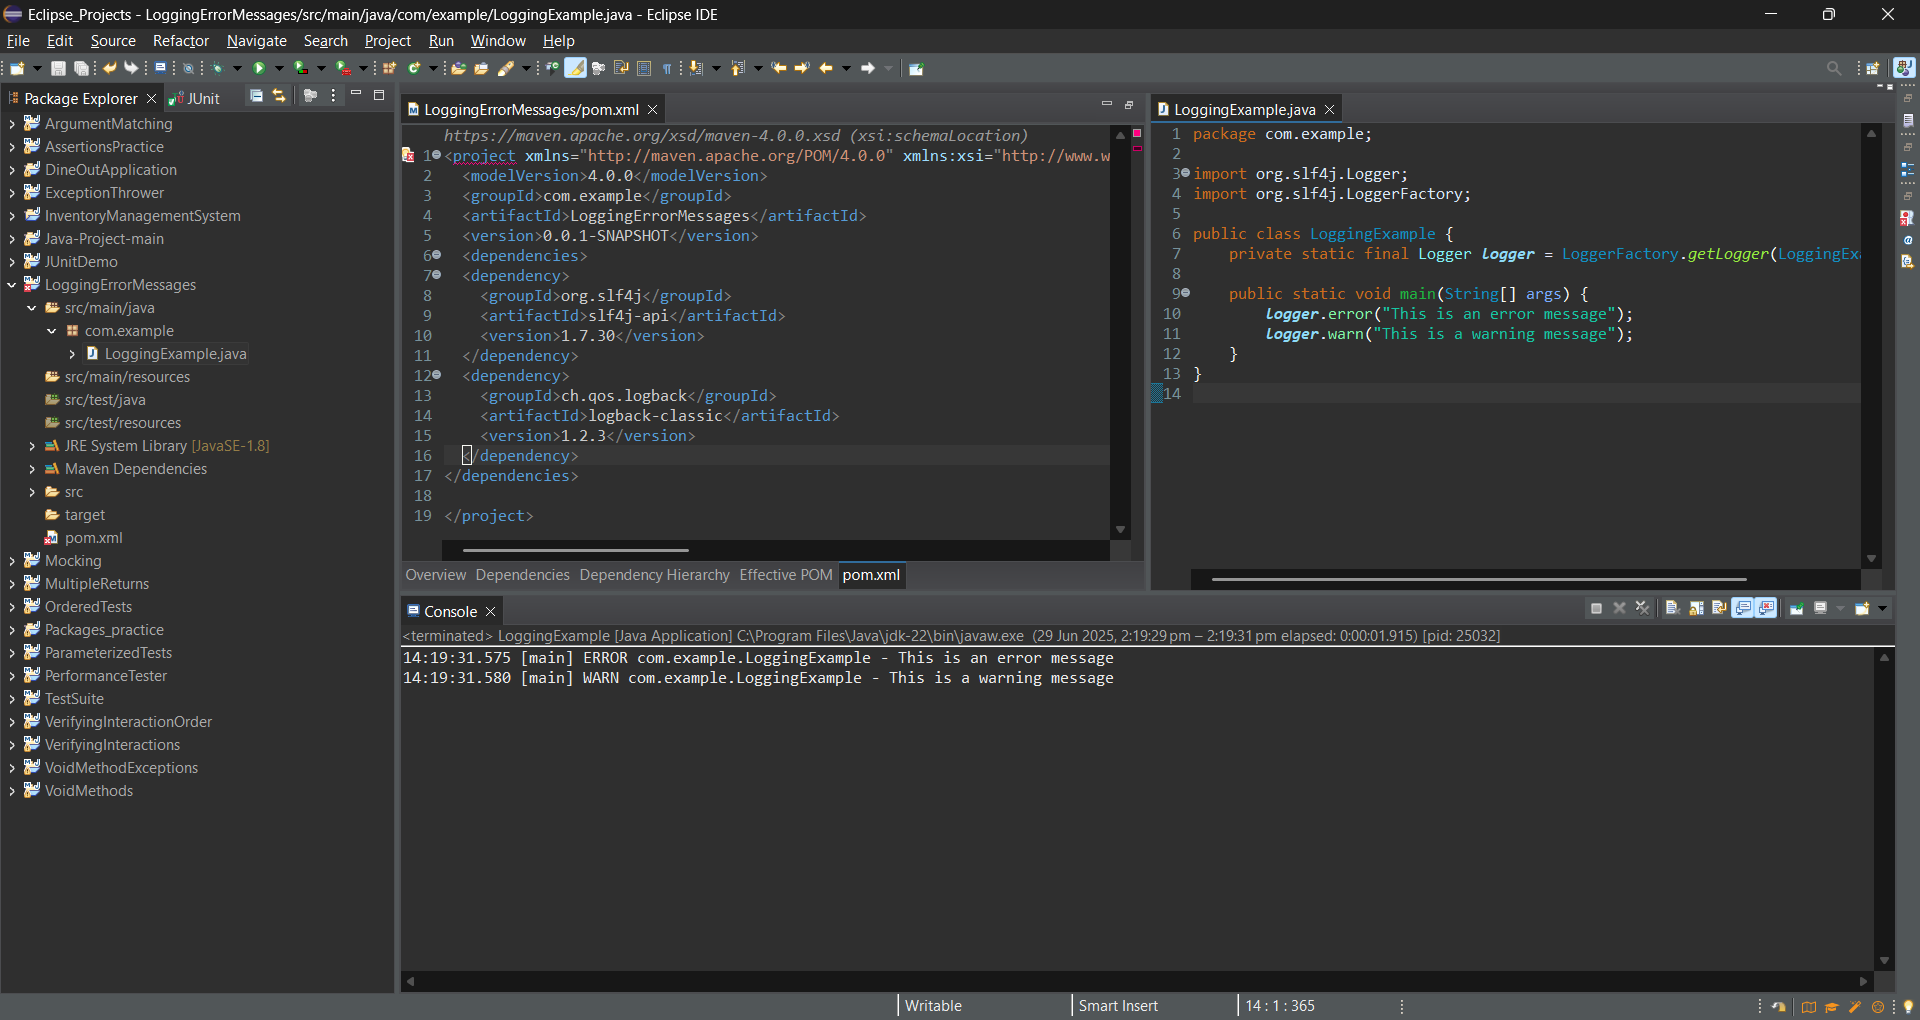 Eclipse_Projects - LoggingErrorMessages/src/main/java/com/example/LoggingExample.java - Eclipse IDE
File Edit Source Refactor Navigate Search Project Run Window Help
Package Explorer
JUnit
ArgumentMatching
AssertionsPractice
DineOutApplication
ExceptionThrower
InventoryManagementSystem
Java-Project-main
JUnitDemo
LoggingErrorMessages
src/main/java
com.example
LoggingExample.java
src/main/resources
src/test/java
src/test/resources
JRE System Library [JavaSE-1.8]
Maven Dependencies
src
target
pom.xml
Mocking
MultipleReturns
OrderedTests
Packages_practice
ParameterizedTests
PerformanceTester
TestSuite
VerifyingInteractionOrder
VerifyingInteractions
VoidMethodExceptions
VoidMethods
LoggingErrorMessages/pom.xml
https://maven.apache.org/xsd/maven-4.0.0.xsd (xsi:schemaLocation)
1 <project xmlns="http://maven.apache.org/POM/4.0.0" xmlns:xsi="http://www.w
2 <modelVersion>4.0.0</modelVersion>
3 <groupId>com.example</groupId>
4 <artifactId>LoggingErrorMessages</artifactId>
5 <version>0.0.1-SNAPSHOT</version>
6 <dependencies>
7 <dependency>
8 <groupId>org.slf4j</groupId>
9 <artifactId>slf4j-api</artifactId>
10 <version>1.7.30</version>
11 </dependency>
12 <dependency>
13 <groupId>ch.qos.logback</groupId>
14 <artifactId>logback-classic</artifactId>
15 <version>1.2.3</version>
16 </dependency>
17 </dependencies>
18
19 </project>
Overview Dependencies Dependency Hierarchy Effective POM pom.xml
LoggingExample.java
1 package com.example;
2
3 import org.slf4j.Logger;
4 import org.slf4j.LoggerFactory;
5
6 public class LoggingExample {
7 private static final Logger logger = LoggerFactory.getLogger(LoggingEx
8
9 public static void main(String[] args) {
10 logger.error("This is an error message");
11 logger.warn("This is a warning message");
12 }
13 }
14
Console
<terminated> LoggingExample [Java Application] C:\Program Files\Java\jdk-22\bin\javaw.exe (29 Jun 2025, 2:19:29 pm – 2:19:31 pm elapsed: 0:00:01.915) [pid: 25032]
14:19:31.575 [main] ERROR com.example.LoggingExample - This is an error message
14:19:31.580 [main] WARN com.example.LoggingExample - This is a warning message
Writable
Smart Insert
14 : 1 : 365